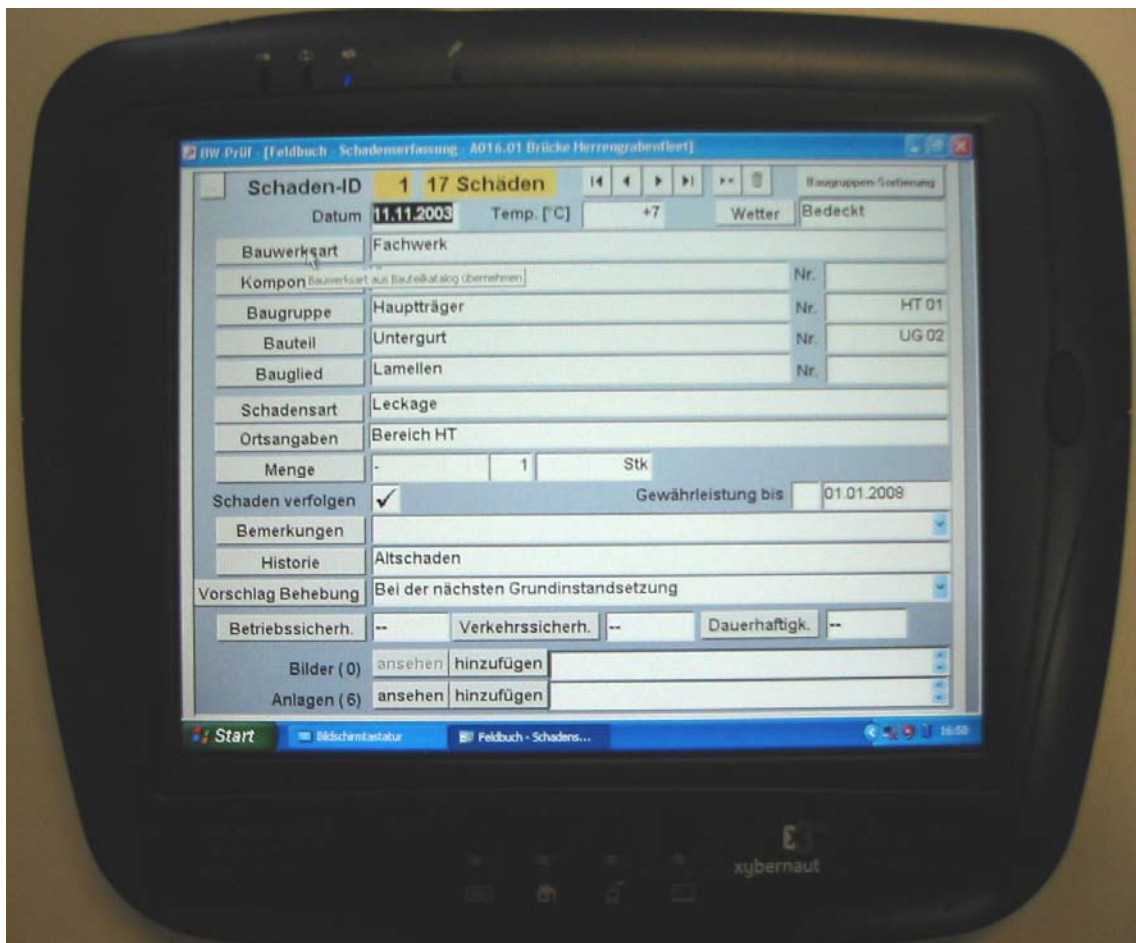 BW-Prüf - [Feldbuch - Schadenserfassung - A016.01 Brücke Herrengrabenfleet]
... Schaden-ID 1 17 Schäden Baugruppen-Sortierung
Datum 11.11.2003 Temp. [°C] +7 Wetter Bedeckt
Bauwerksart Fachwerk
Kompon Bauwerksart aus Bauteilkatalog übernehmen Nr.
Baugruppe Hauptträger Nr. HT 01
Bauteil Untergurt Nr. UG 02
Bauglied Lamellen Nr.
Schadensart Leckage
Ortsangaben Bereich HT
Menge - 1 Stk
Schaden verfolgen ✓ Gewährleistung bis 01.01.2008
Bemerkungen
Historie Altschaden
Vorschlag Behebung Bei der nächsten Grundinstandsetzung
Betriebssicherh. -- Verkehrssicherh. -- Dauerhaftigk. --
Bilder (0) ansehen hinzufügen
Anlagen (6) ansehen hinzufügen
Start Bildschirmtastatur Feldbuch - Schadens... 16:58
xybernaut